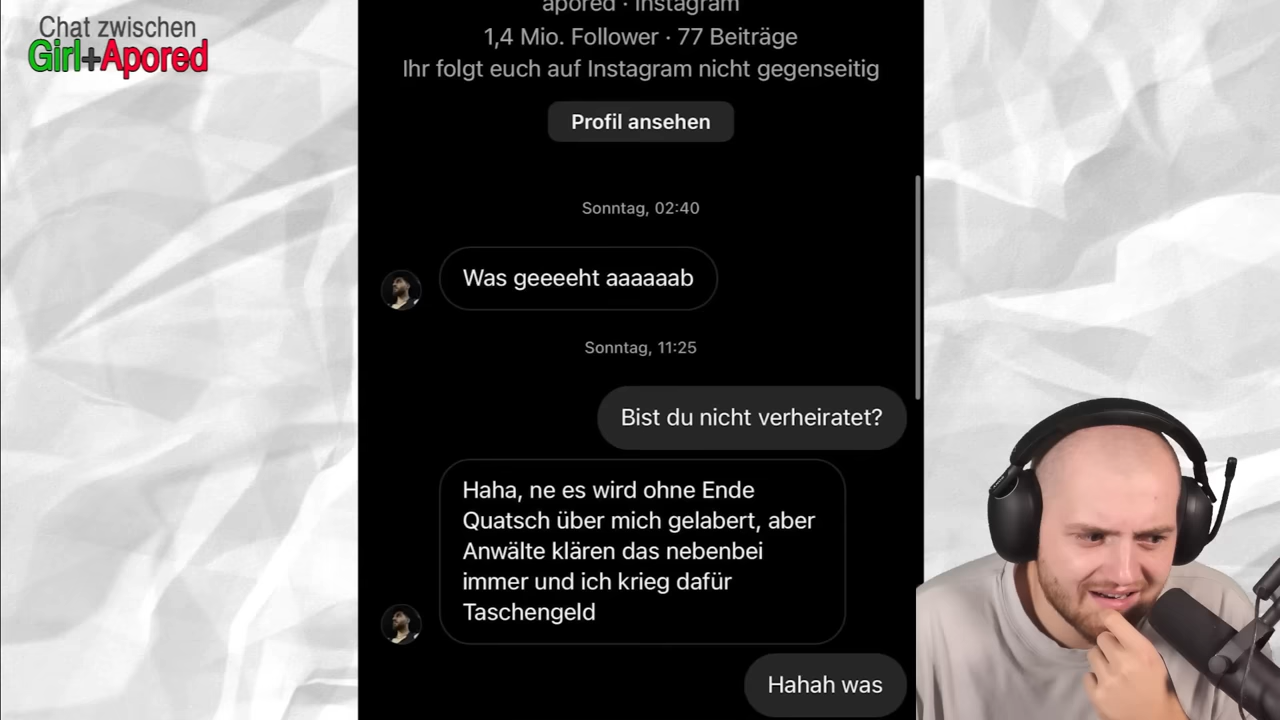 Chat zwischen
Girl+Apored
apored · Instagram
1,4 Mio. Follower · 77 Beiträge
Ihr folgt euch auf Instagram nicht gegenseitig
Profil ansehen
Sonntag, 02:40
Was geeeeht aaaaaab
Sonntag, 11:25
Bist du nicht verheiratet?
Haha, ne es wird ohne Ende
Quatsch über mich gelabert, aber
Anwälte klären das nebenbei
immer und ich krieg dafür
Taschengeld
Hahah was